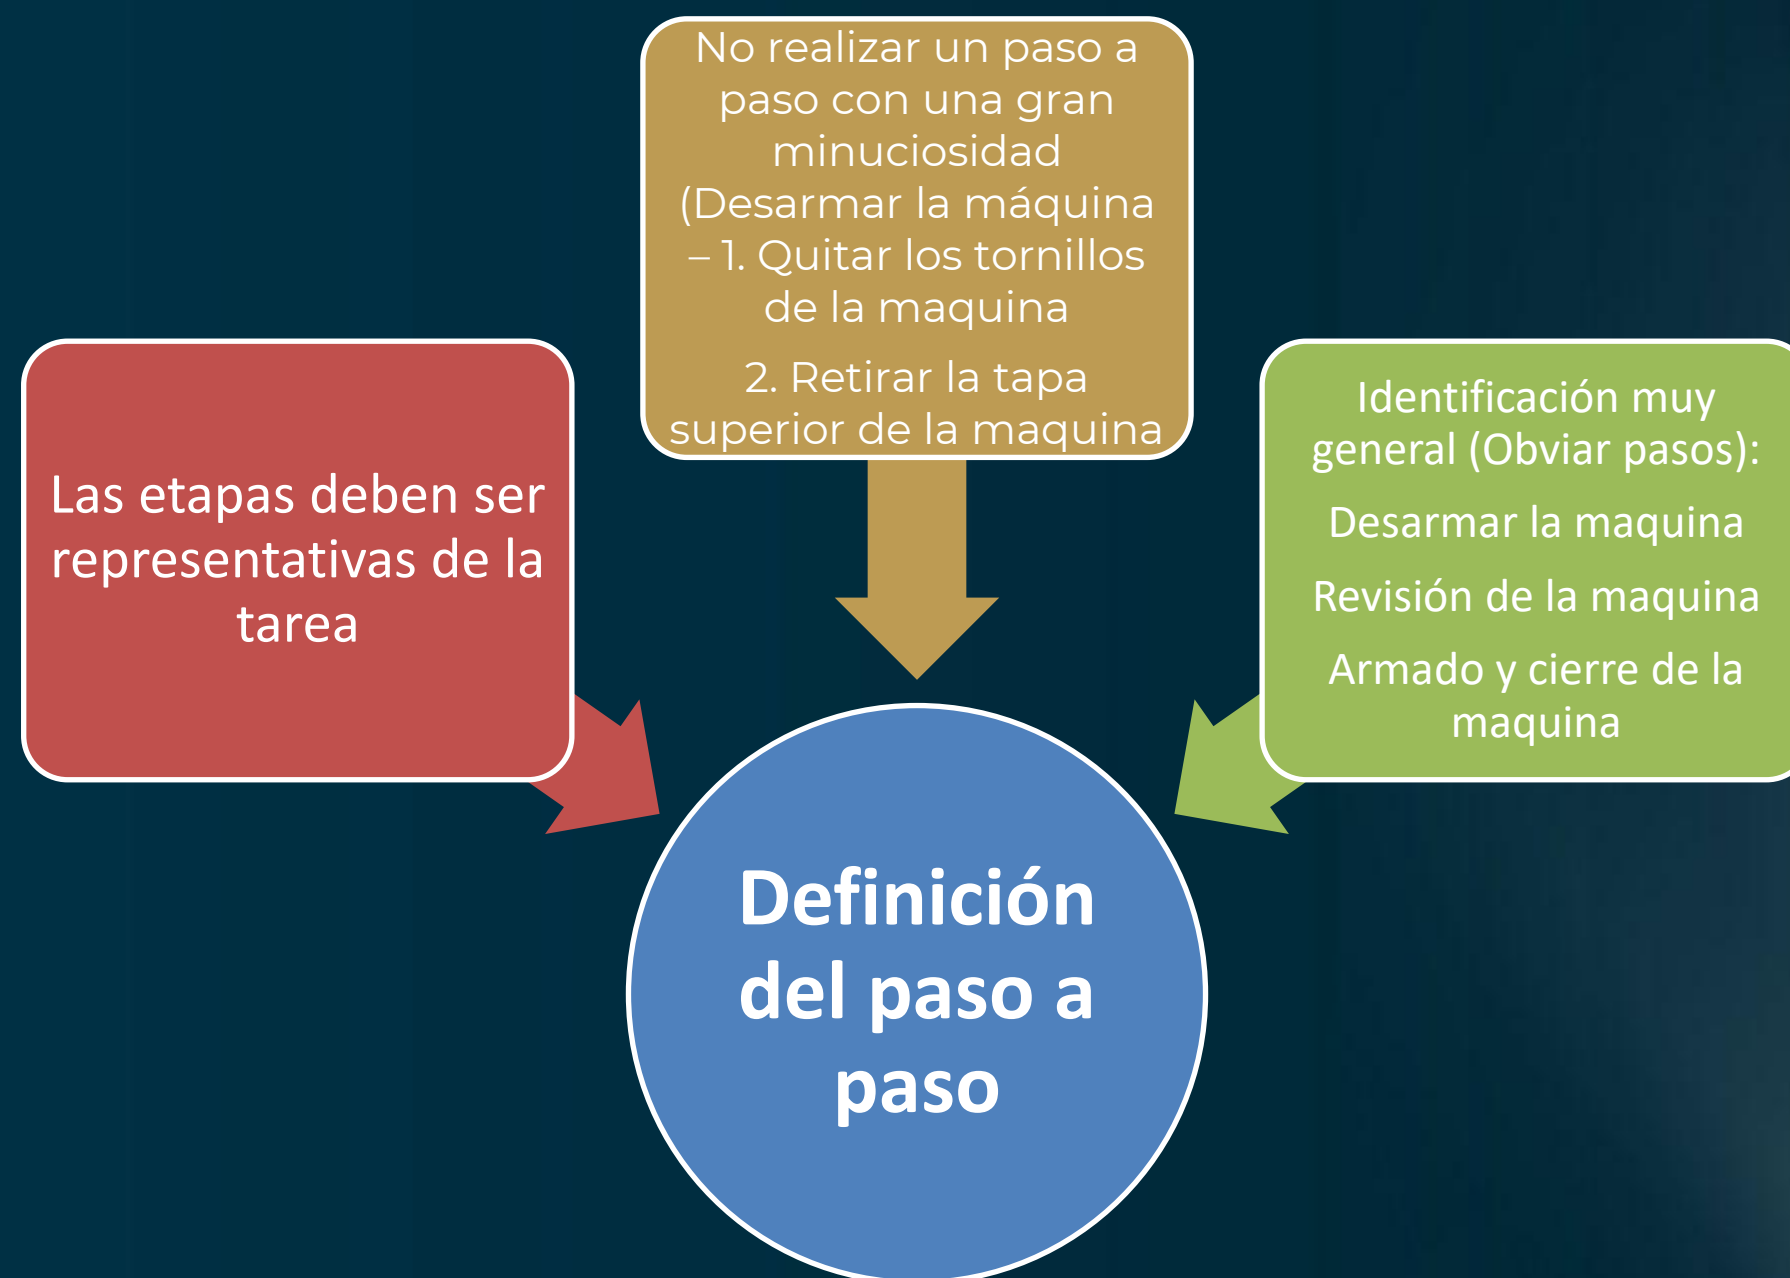 No realizar un paso a
paso con una gran
minuciosidad
(Desarmar la máquina
– 1. Quitar los tornillos
de la maquina
2. Retirar la tapa
superior de la maquina
Las etapas deben ser
representativas de la
tarea
Identificación muy
general (Obviar pasos):
Desarmar la maquina
Revisión de la maquina
Armado y cierre de la
maquina
Definición
del paso a
paso